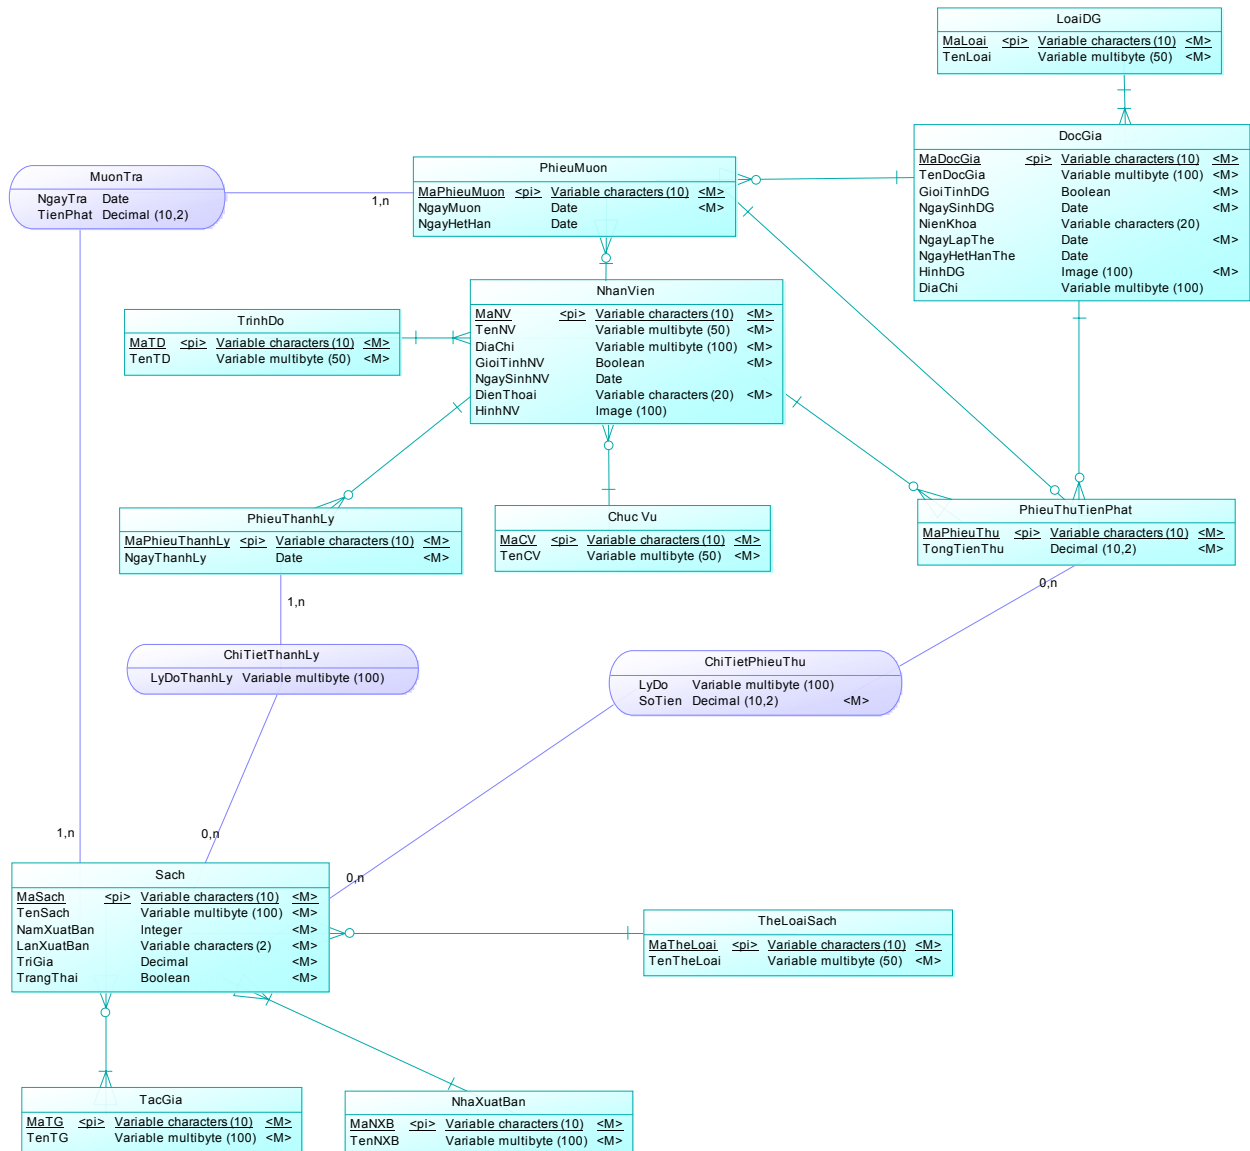 LoaiDG
MaLoai <pi> Variable characters (10) <M>
TenLoai Variable multibyte (50) <M>
DocGia
MaDocGia <pi> Variable characters (10) <M>
TenDocGia Variable multibyte (100) <M>
GioiTinhDG Boolean <M>
NgaySinhDG Date <M>
NienKhoa Variable characters (20)
NgayLapThe Date <M>
NgayHetHanThe Date
HinhDG Image (100) <M>
DiaChi Variable multibyte (100)
MuonTra
NgayTra Date
TienPhat Decimal (10,2)
1,n
PhieuMuon
MaPhieuMuon <pi> Variable characters (10) <M>
NgayMuon Date <M>
NgayHetHan Date
NhanVien
MaNV <pi> Variable characters (10) <M>
TenNV Variable multibyte (50) <M>
DiaChi Variable multibyte (100) <M>
GioiTinhNV Boolean <M>
NgaySinhNV Date
DienThoai Variable characters (20) <M>
HinhNV Image (100)
TrinhDo
MaTD <pi> Variable characters (10) <M>
TenTD Variable multibyte (50) <M>
PhieuThanhLy
MaPhieuThanhLy <pi> Variable characters (10) <M>
NgayThanhLy Date <M>
Chuc Vu
MaCV <pi> Variable characters (10) <M>
TenCV Variable multibyte (50) <M>
PhieuThuTienPhat
MaPhieuThu <pi> Variable characters (10) <M>
TongTienThu Decimal (10,2) <M>
0,n
1,n
ChiTietThanhLy
LyDoThanhLy Variable multibyte (100)
ChiTietPhieuThu
LyDo Variable multibyte (100)
SoTien Decimal (10,2) <M>
1,n
0,n
0,n
Sach
MaSach <pi> Variable characters (10) <M>
TenSach Variable multibyte (100) <M>
NamXuatBan Integer <M>
LanXuatBan Variable characters (2) <M>
TriGia Decimal <M>
TrangThai Boolean <M>
TheLoaiSach
MaTheLoai <pi> Variable characters (10) <M>
TenTheLoai Variable multibyte (50) <M>
TacGia
MaTG <pi> Variable characters (10) <M>
TenTG Variable multibyte (100) <M>
NhaXuatBan
MaNXB <pi> Variable characters (10) <M>
TenNXB Variable multibyte (100) <M>